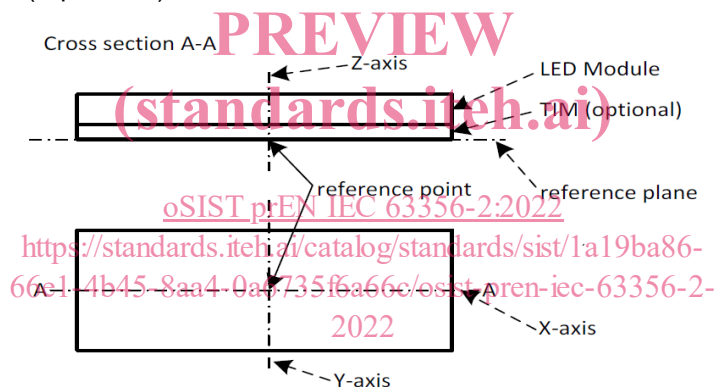 PREVIEW
Cross section A-A
Z-axis
LED Module
(standards.iteh.ai)
TIM (optional)
reference point
reference plane
oSIST prEN IEC 63356-2:2022
https://standards.iteh.ai/catalog/standards/sist/1a19ba86-
A
A
66e1-4b45-8aa4-0a6735f6a66c/osist-pren-iec-63356-2-
2022
X-axis
Y-axis